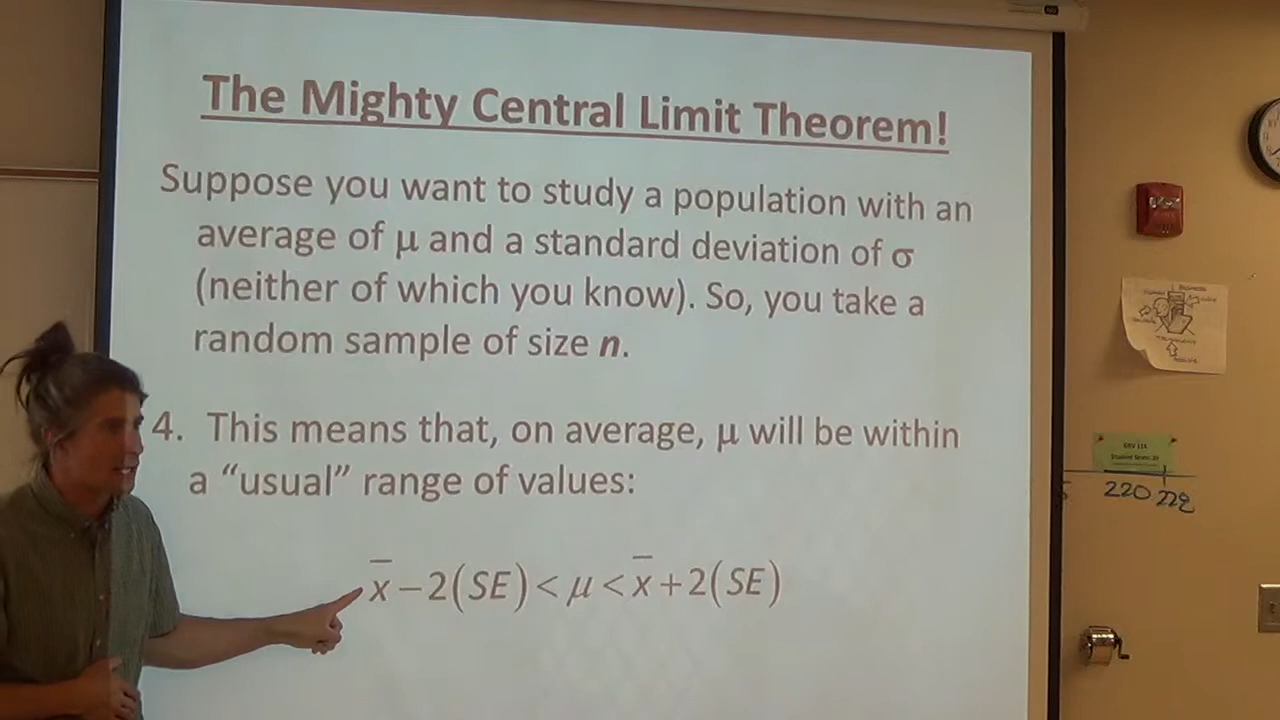 The Mighty Central Limit Theorem!
Suppose you want to study a population with an
average of μ and a standard deviation of σ
(neither of which you know). So, you take a
random sample of size n.
4. This means that, on average, μ will be within
a “usual” range of values:
x̅ − 2(SE) < μ < x̅ + 2(SE)
220 228